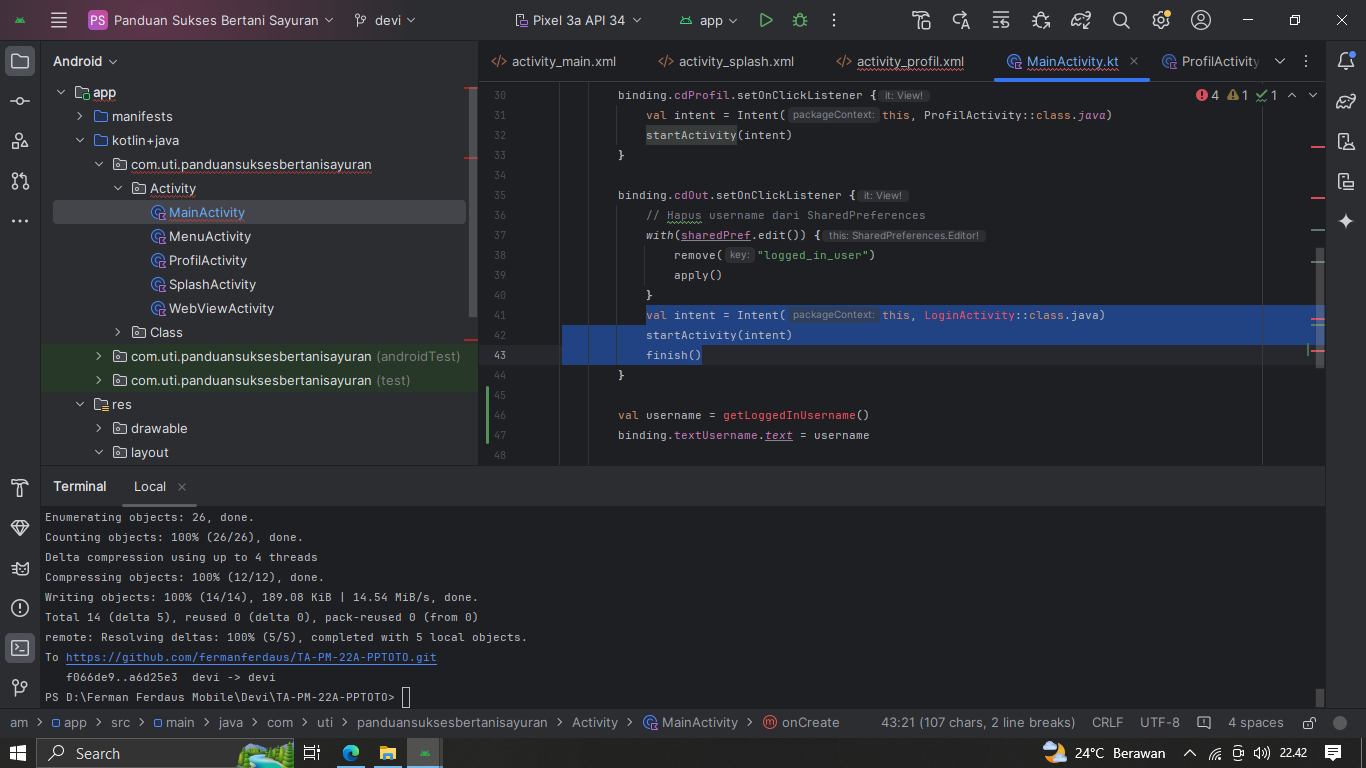 PS Panduan Sukses Bertani Sayuran devi Pixel 3a API 34 app
Android
activity_main.xml activity_splash.xml activity_profil.xml MainActivity.kt ProfilActivity
app
manifests
kotlin+java
com.uti.panduansuksesbertanisayuran
Activity
MainActivity
MenuActivity
ProfilActivity
SplashActivity
WebViewActivity
Class
com.uti.panduansuksesbertanisayuran (androidTest)
com.uti.panduansuksesbertanisayuran (test)
res
drawable
layout
4 1 1
30 binding.cdProfil.setOnClickListener { it: View!
31 val intent = Intent( packageContext: this, ProfilActivity::class.java)
32 startActivity(intent)
33 }
34
35 binding.cdOut.setOnClickListener { it: View!
36 // Hapus username dari SharedPreferences
37 with(sharedPref.edit()) { this: SharedPreferences.Editor!
38 remove( key: "logged_in_user")
39 apply()
40 }
41 val intent = Intent( packageContext: this, LoginActivity::class.java)
42 startActivity(intent)
43 finish()
44 }
45
46 val username = getLoggedInUsername()
47 binding.textUsername.text = username
48
Terminal Local
Enumerating objects: 26, done.
Counting objects: 100% (26/26), done.
Delta compression using up to 4 threads
Compressing objects: 100% (12/12), done.
Writing objects: 100% (14/14), 189.08 KiB | 14.54 MiB/s, done.
Total 14 (delta 5), reused 0 (delta 0), pack-reused 0 (from 0)
remote: Resolving deltas: 100% (5/5), completed with 5 local objects.
To https://github.com/fermanferdaus/TA-PM-22A-PPTOTO.git
f066de9..a6d25e3 devi -> devi
PS D:\Ferman Ferdaus Mobile\Devi\TA-PM-22A-PPTOTO>
am > app > src > main > java > com > uti > panduansuksesbertanisayuran > Activity > MainActivity > onCreate 43:21 (107 chars, 2 line breaks) CRLF UTF-8 4 spaces
Search 24°C Berawan 22.42